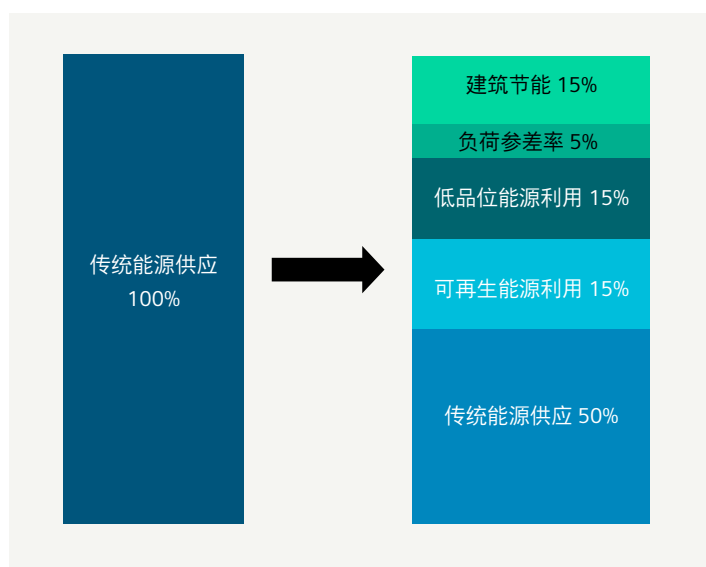 传统能源供应
100%
建筑节能 15%
负荷参差率 5%
低品位能源利用 15%
可再生能源利用 15%
传统能源供应 50%